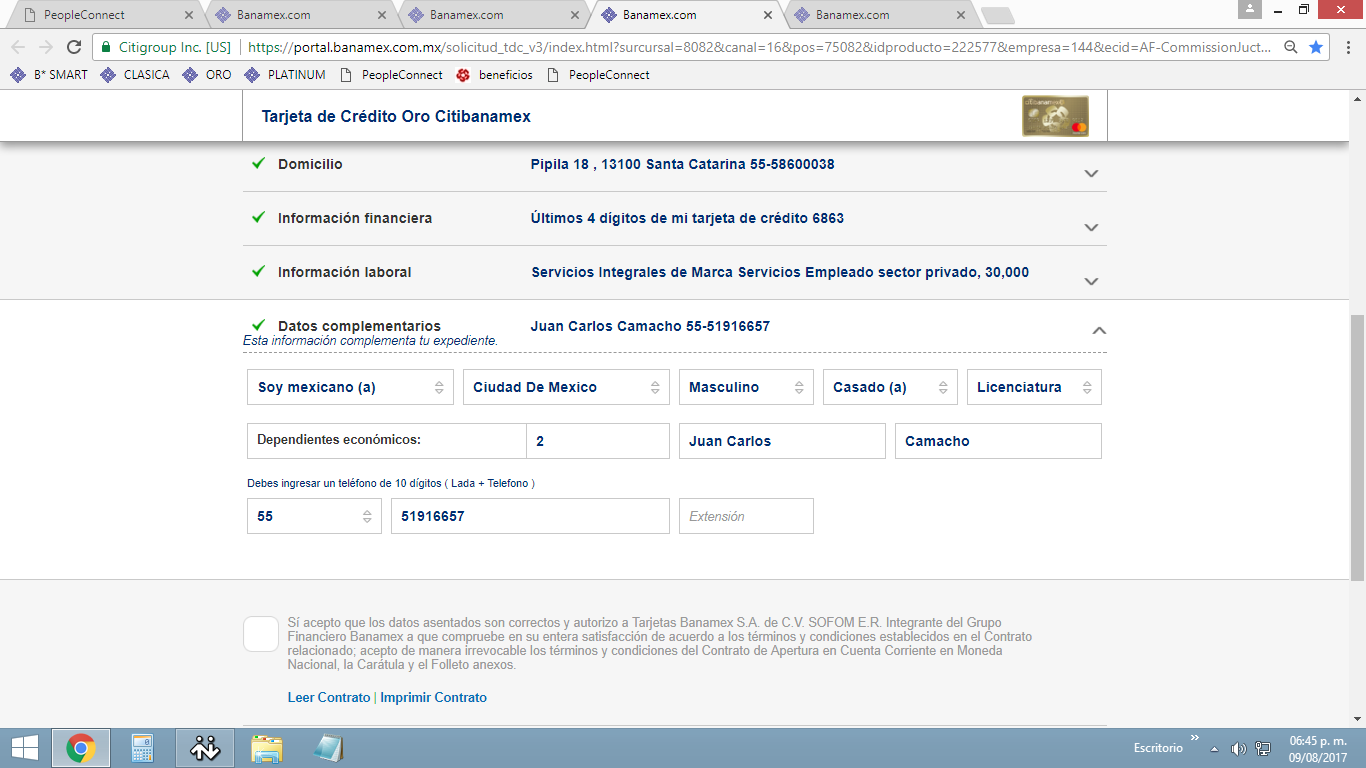 PeopleConnect Banamex.com Banamex.com Banamex.com Banamex.com
Citigroup Inc. [US] https://portal.banamex.com.mx/solicitud_tdc_v3/index.html?surcursal=8082&canal=16&pos=75082&idproducto=222577&empresa=144&ecid=AF-CommissionJuct...
B* SMART CLASICA ORO PLATINUM PeopleConnect beneficios PeopleConnect
Tarjeta de Crédito Oro Citibanamex
Domicilio Pipila 18 , 13100 Santa Catarina 55-58600038
Información financiera Últimos 4 dígitos de mi tarjeta de crédito 6863
Información laboral Servicios Integrales de Marca Servicios Empleado sector privado, 30,000
Datos complementarios Juan Carlos Camacho 55-51916657
Esta información complementa tu expediente.
Soy mexicano (a) Ciudad De Mexico Masculino Casado (a) Licenciatura
Dependientes económicos: 2 Juan Carlos Camacho
Debes ingresar un teléfono de 10 dígitos ( Lada + Telefono )
55 51916657 Extensión
Sí acepto que los datos asentados son correctos y autorizo a Tarjetas Banamex S.A. de C.V. SOFOM E.R. Integrante del Grupo
Financiero Banamex a que compruebe en su entera satisfacción de acuerdo a los términos y condiciones establecidos en el Contrato
relacionado; acepto de manera irrevocable los términos y condiciones del Contrato de Apertura en Cuenta Corriente en Moneda
Nacional, la Carátula y el Folleto anexos.
Leer Contrato | Imprimir Contrato
Escritorio » 06:45 p. m.
09/08/2017